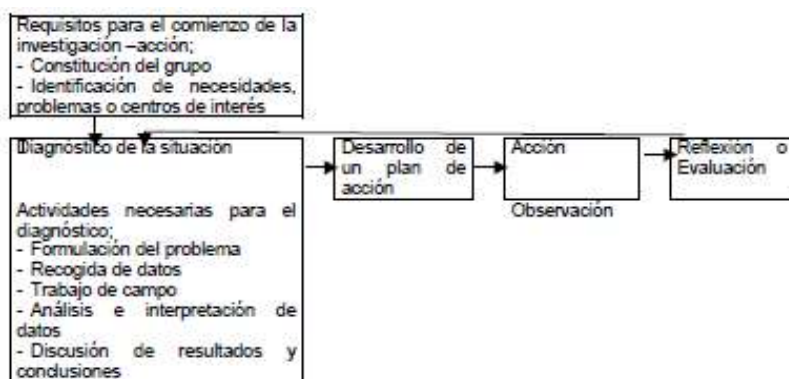 Requisitos para el comienzo de la
investigación –acción;
- Constitución del grupo
- Identificación de necesidades,
problemas o centros de interés
Diagnóstico de la situación
Actividades necesarias para el
diagnóstico;
- Formulación del problema
- Recogida de datos
- Trabajo de campo
- Análisis e interpretación de
datos
- Discusión de resultados y
conclusiones
Desarrollo de
un plan de
acción
Acción
Observación
Reflexión o
Evaluación